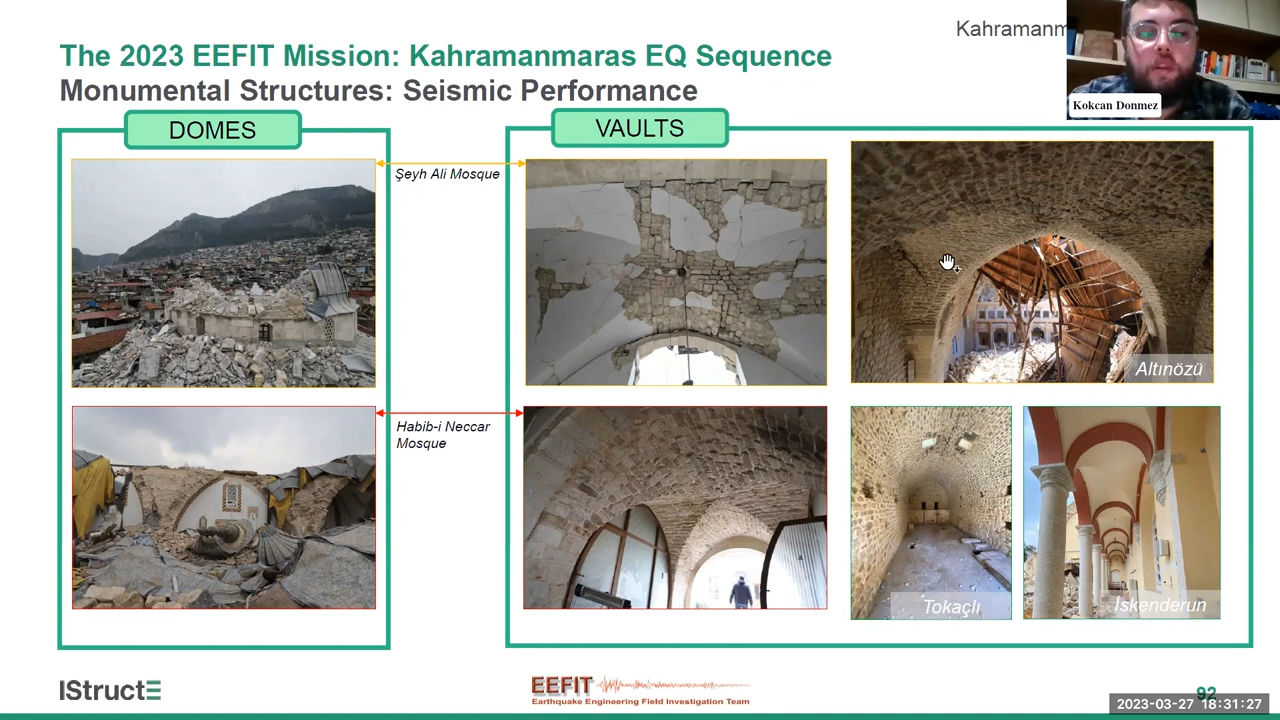 Kahramanm
The 2023 EEFIT Mission: Kahramanmaras EQ Sequence
Monumental Structures: Seismic Performance
Kokcan Donmez
DOMES
VAULTS
Şeyh Ali Mosque
Altınözü
Habib-i Neccar
Mosque
Tokaçlı
İskenderun
IStructE
EEFIT
Earthquake Engineering Field Investigation Team
92
2023-03-27 18:31:27